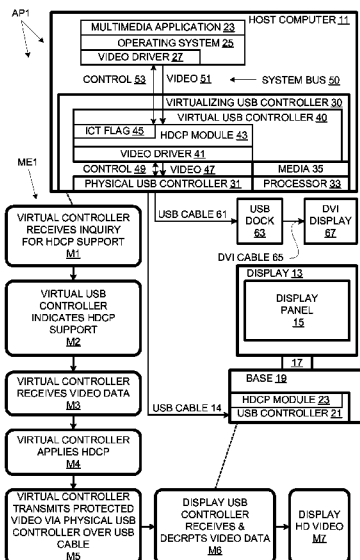 AP1
HOST COMPUTER 11
MULTIMEDIA APPLICATION 23
OPERATING SYSTEM 25
VIDEO DRIVER 27
CONTROL 53
VIDEO 51
SYSTEM BUS 50
VIRTUALIZING USB CONTROLLER 30
VIRTUAL USB CONTROLLER 40
ICT FLAG 45
HDCP MODULE 43
VIDEO DRIVER 41
CONTROL 49
VIDEO 47
MEDIA 35
PHYSICAL USB CONTROLLER 31
PROCESSOR 33
ME1
VIRTUAL CONTROLLER
RECEIVES INQUIRY
FOR HDCP SUPPORT
M1
USB CABLE 61
USB
DOCK
63
DVI
DISPLAY
67
DVI CABLE 65
VIRTUAL USB
CONTROLLER
INDICATES HDCP
SUPPORT
M2
DISPLAY 13
DISPLAY
PANEL
15
17
VIRTUAL CONTROLLER
RECEIVES VIDEO DATA
M3
BASE 19
HDCP MODULE 23
USB CONTROLLER 21
USB CABLE 14
VIRTUAL CONTROLLER
APPLIES HDCP
M4
VIRTUAL CONTROLLER
TRANSMITS PROTECTED
VIDEO VIA PHYSICAL USB
CONTROLLER OVER USB
CABLE
M5
DISPLAY USB
CONTROLLER
RECEIVES &
DECRPTS VIDEO DATA
M6
DISPLAY
HD VIDEO
M7